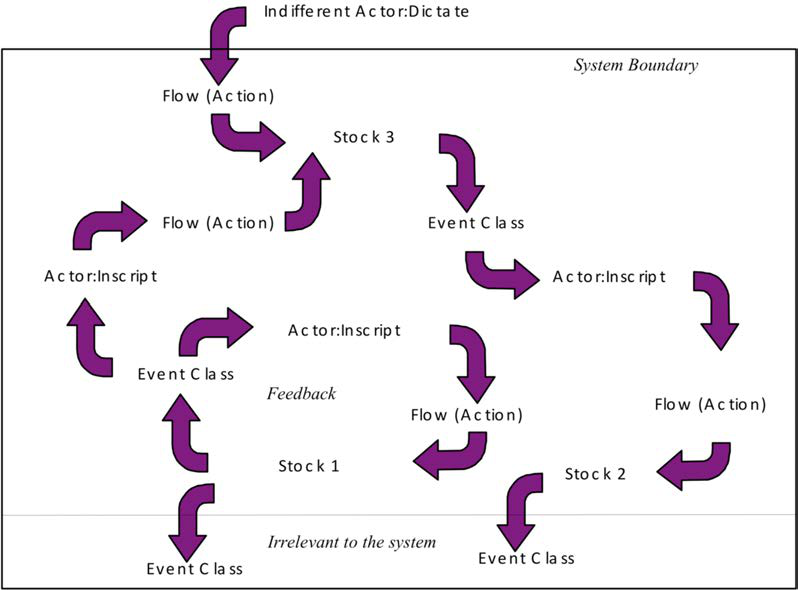 Indifferent Actor:Dictate
System Boundary
Flow (Action)
Stock 3
Flow (Action)
Event Class
Actor:Inscript
Actor:Inscript
Actor:Inscript
Event Class
Feedback
Flow (Action)
Flow (Action)
Stock 1
Stock 2
Irrelevant to the system
Event Class
Event Class